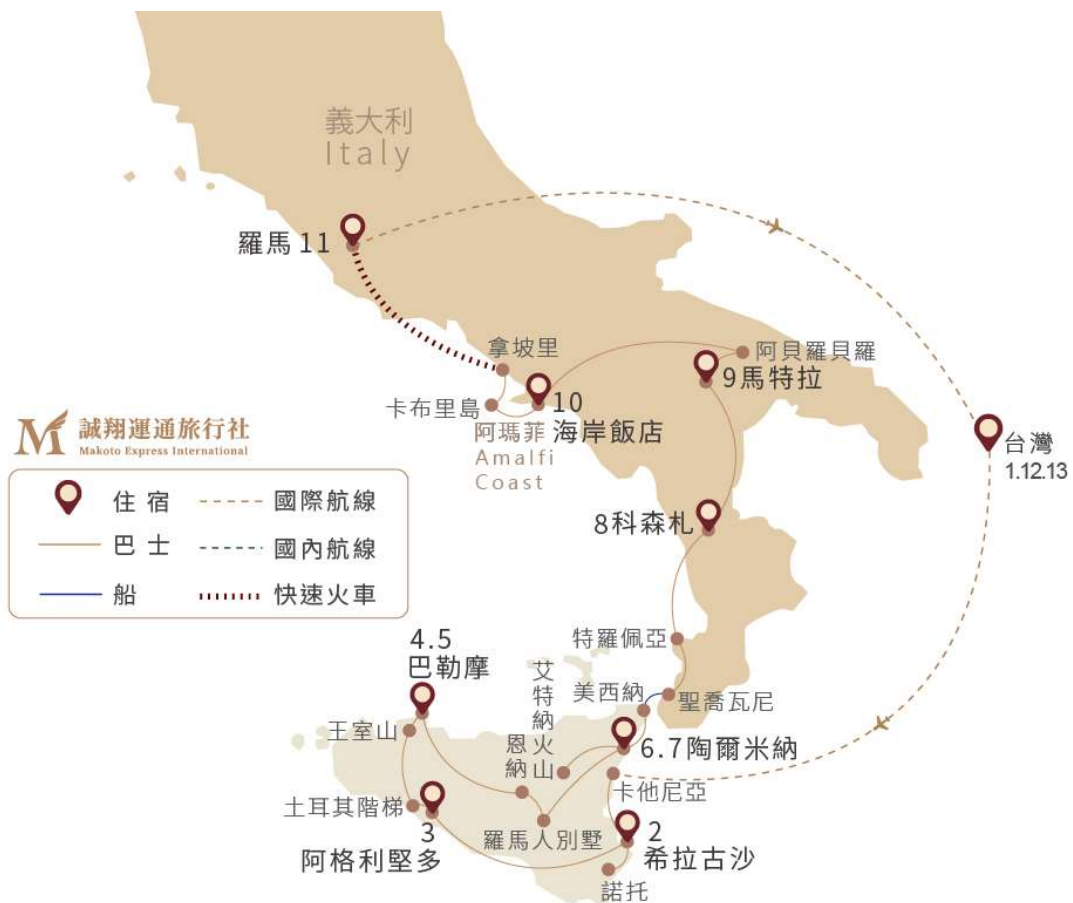 義大利
Italy
羅馬 11
拿坡里
阿貝羅貝羅
9馬特拉
卡布里島
10
海岸飯店
阿瑪菲
Amalfi
Coast
台灣
1.12.13
誠翔運通旅行社
Makoto Express International
住宿
國際航線
巴士
國內航線
船
快速火車
8科森札
特羅佩亞
4.5
巴勒摩
艾特納火山
美西納
聖喬瓦尼
王室山
恩納
6.7陶爾米納
卡他尼亞
土耳其階梯
3
阿格利堅多
羅馬人別墅
2
希拉古沙
諾托